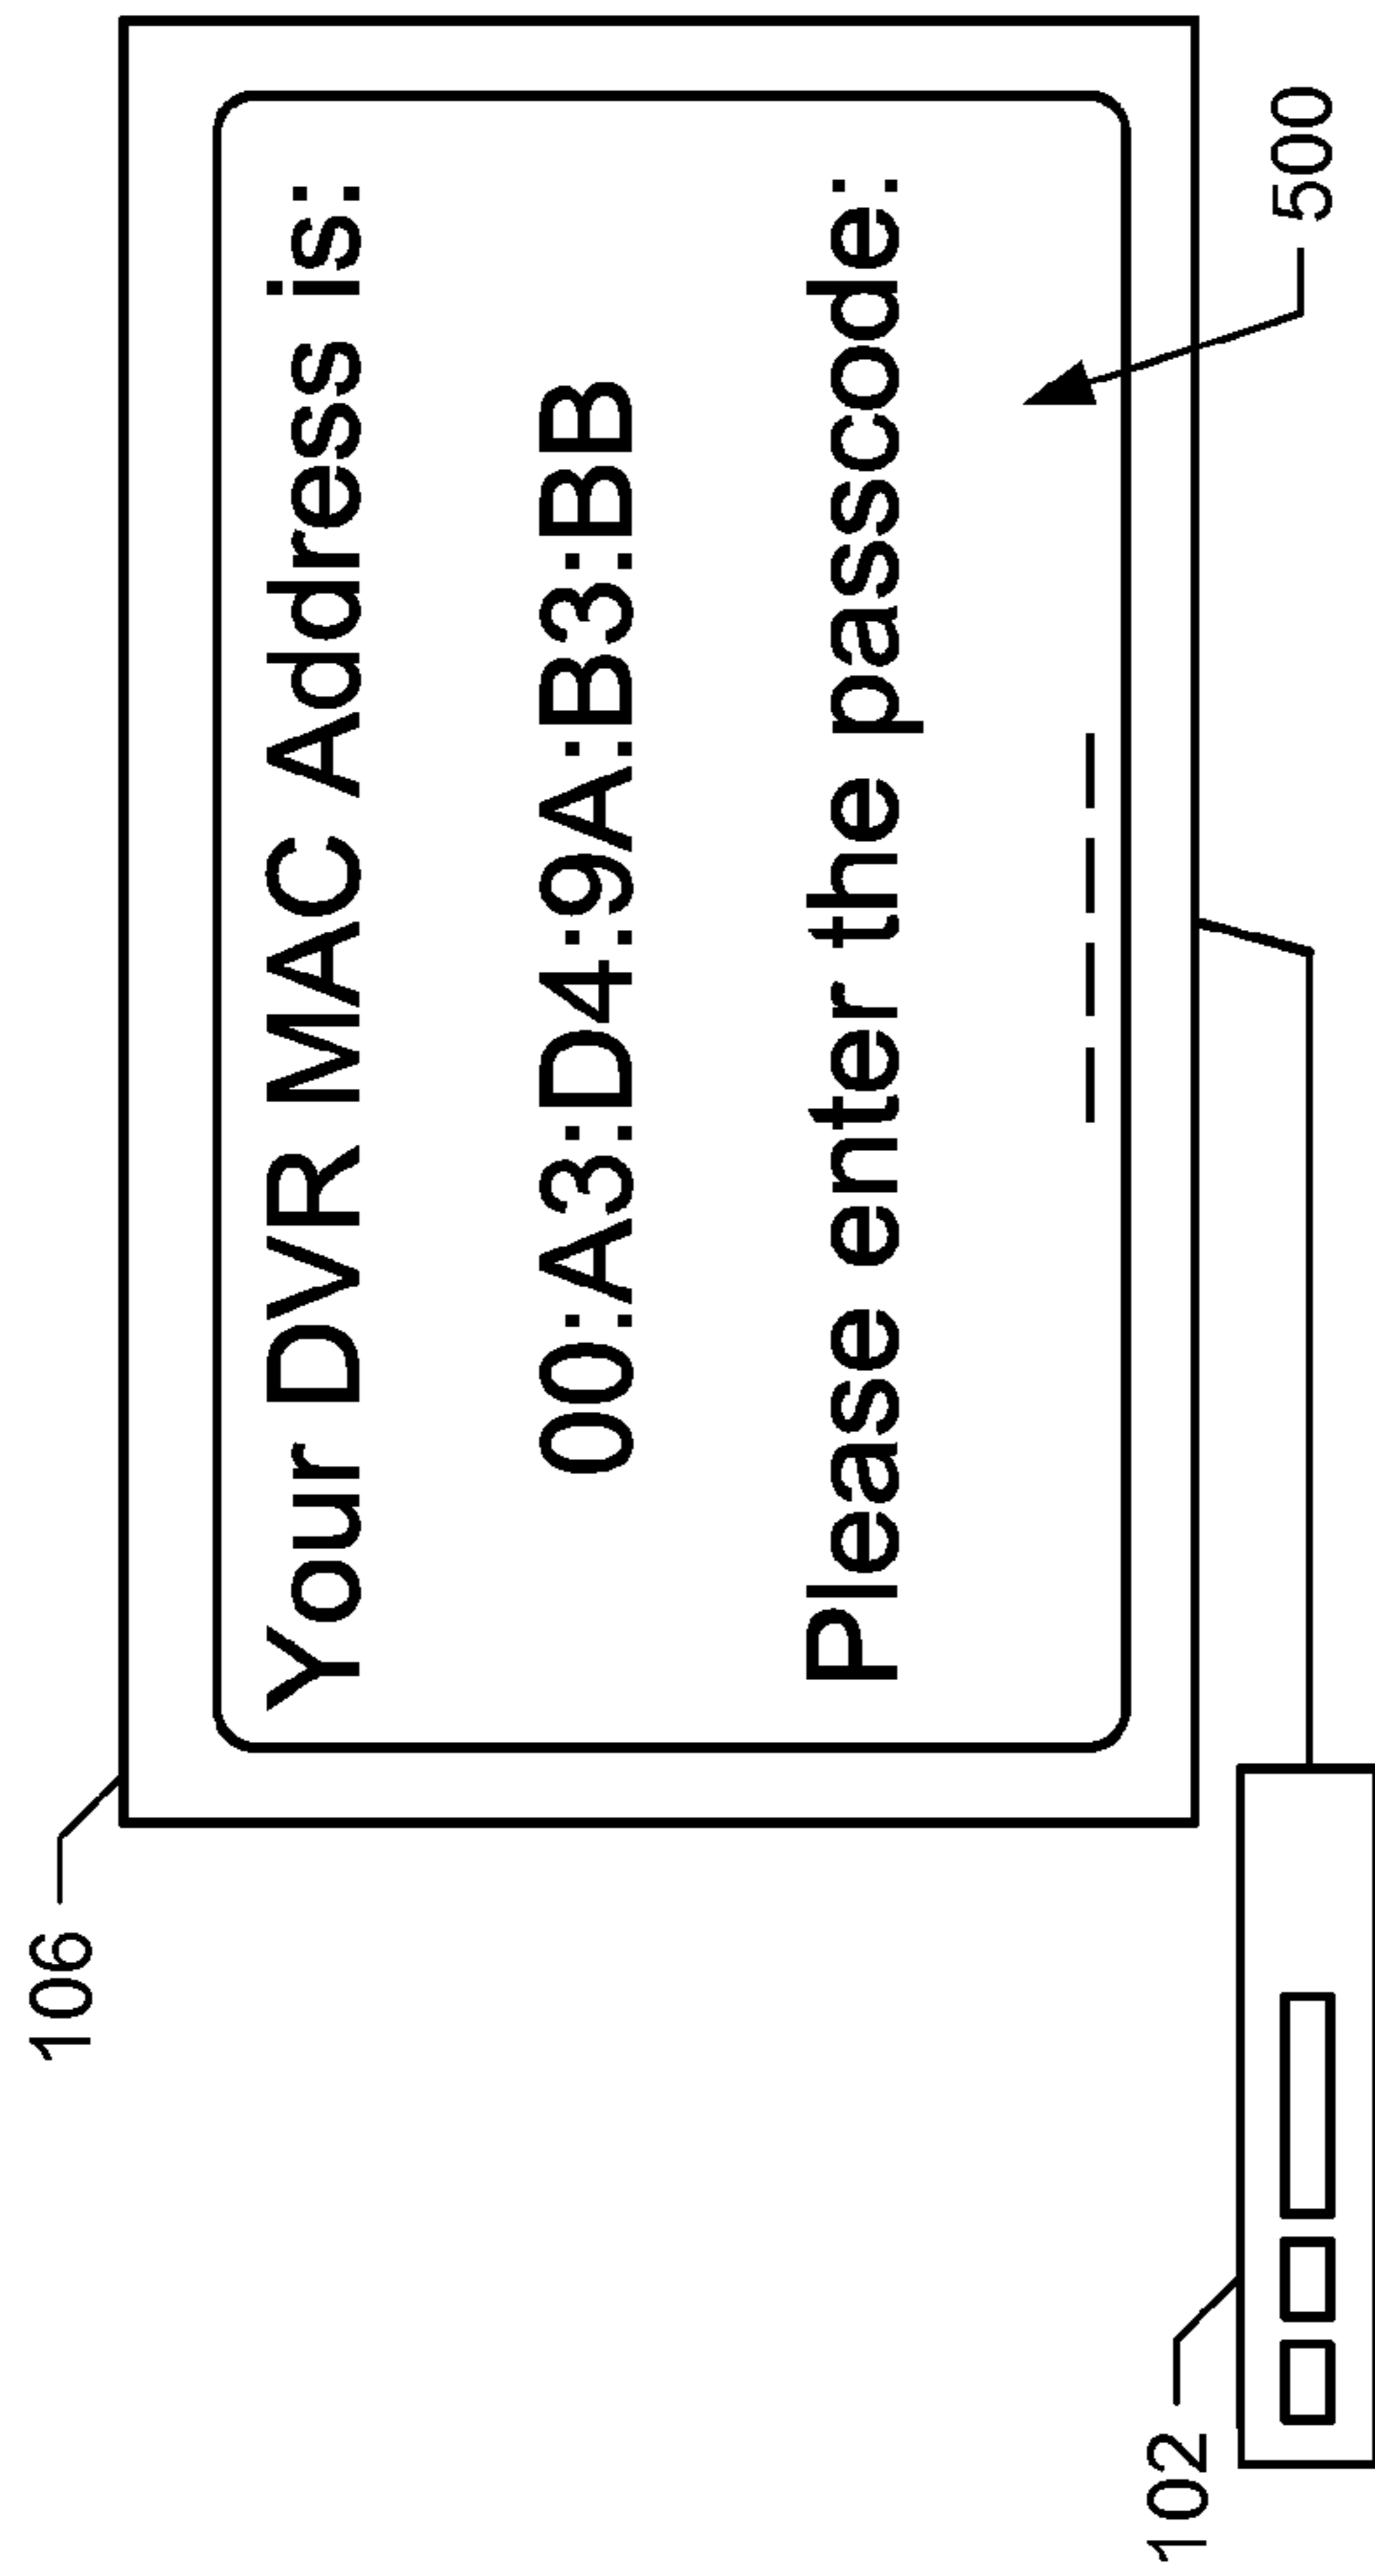 106
Your DVR MAC Address is:
00:A3:D4:9A:B3:BB
Please enter the passcode:
_ _ _ _
500
102